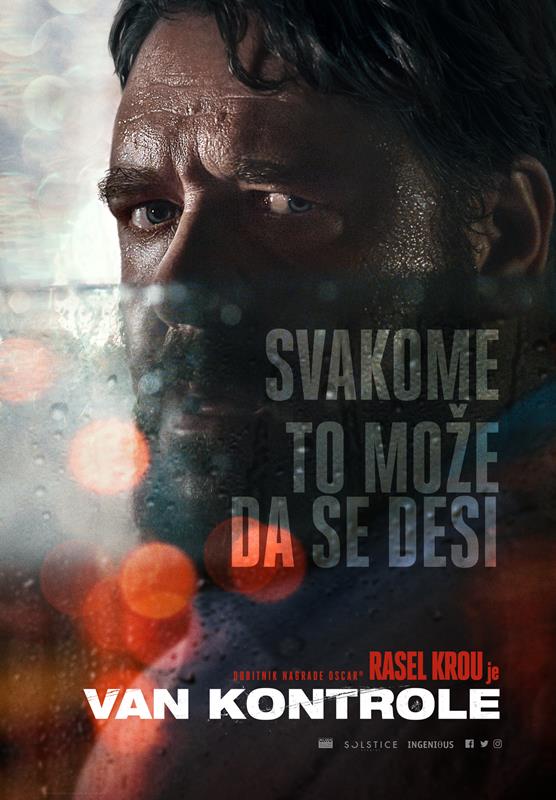 SVAKOME
TO MOŽE
DA SE DESI
DOBITNIK NAGRADE OSCAR® RASEL KROU je
VAN KONTROLE
SOLSTICE INGENIOUS